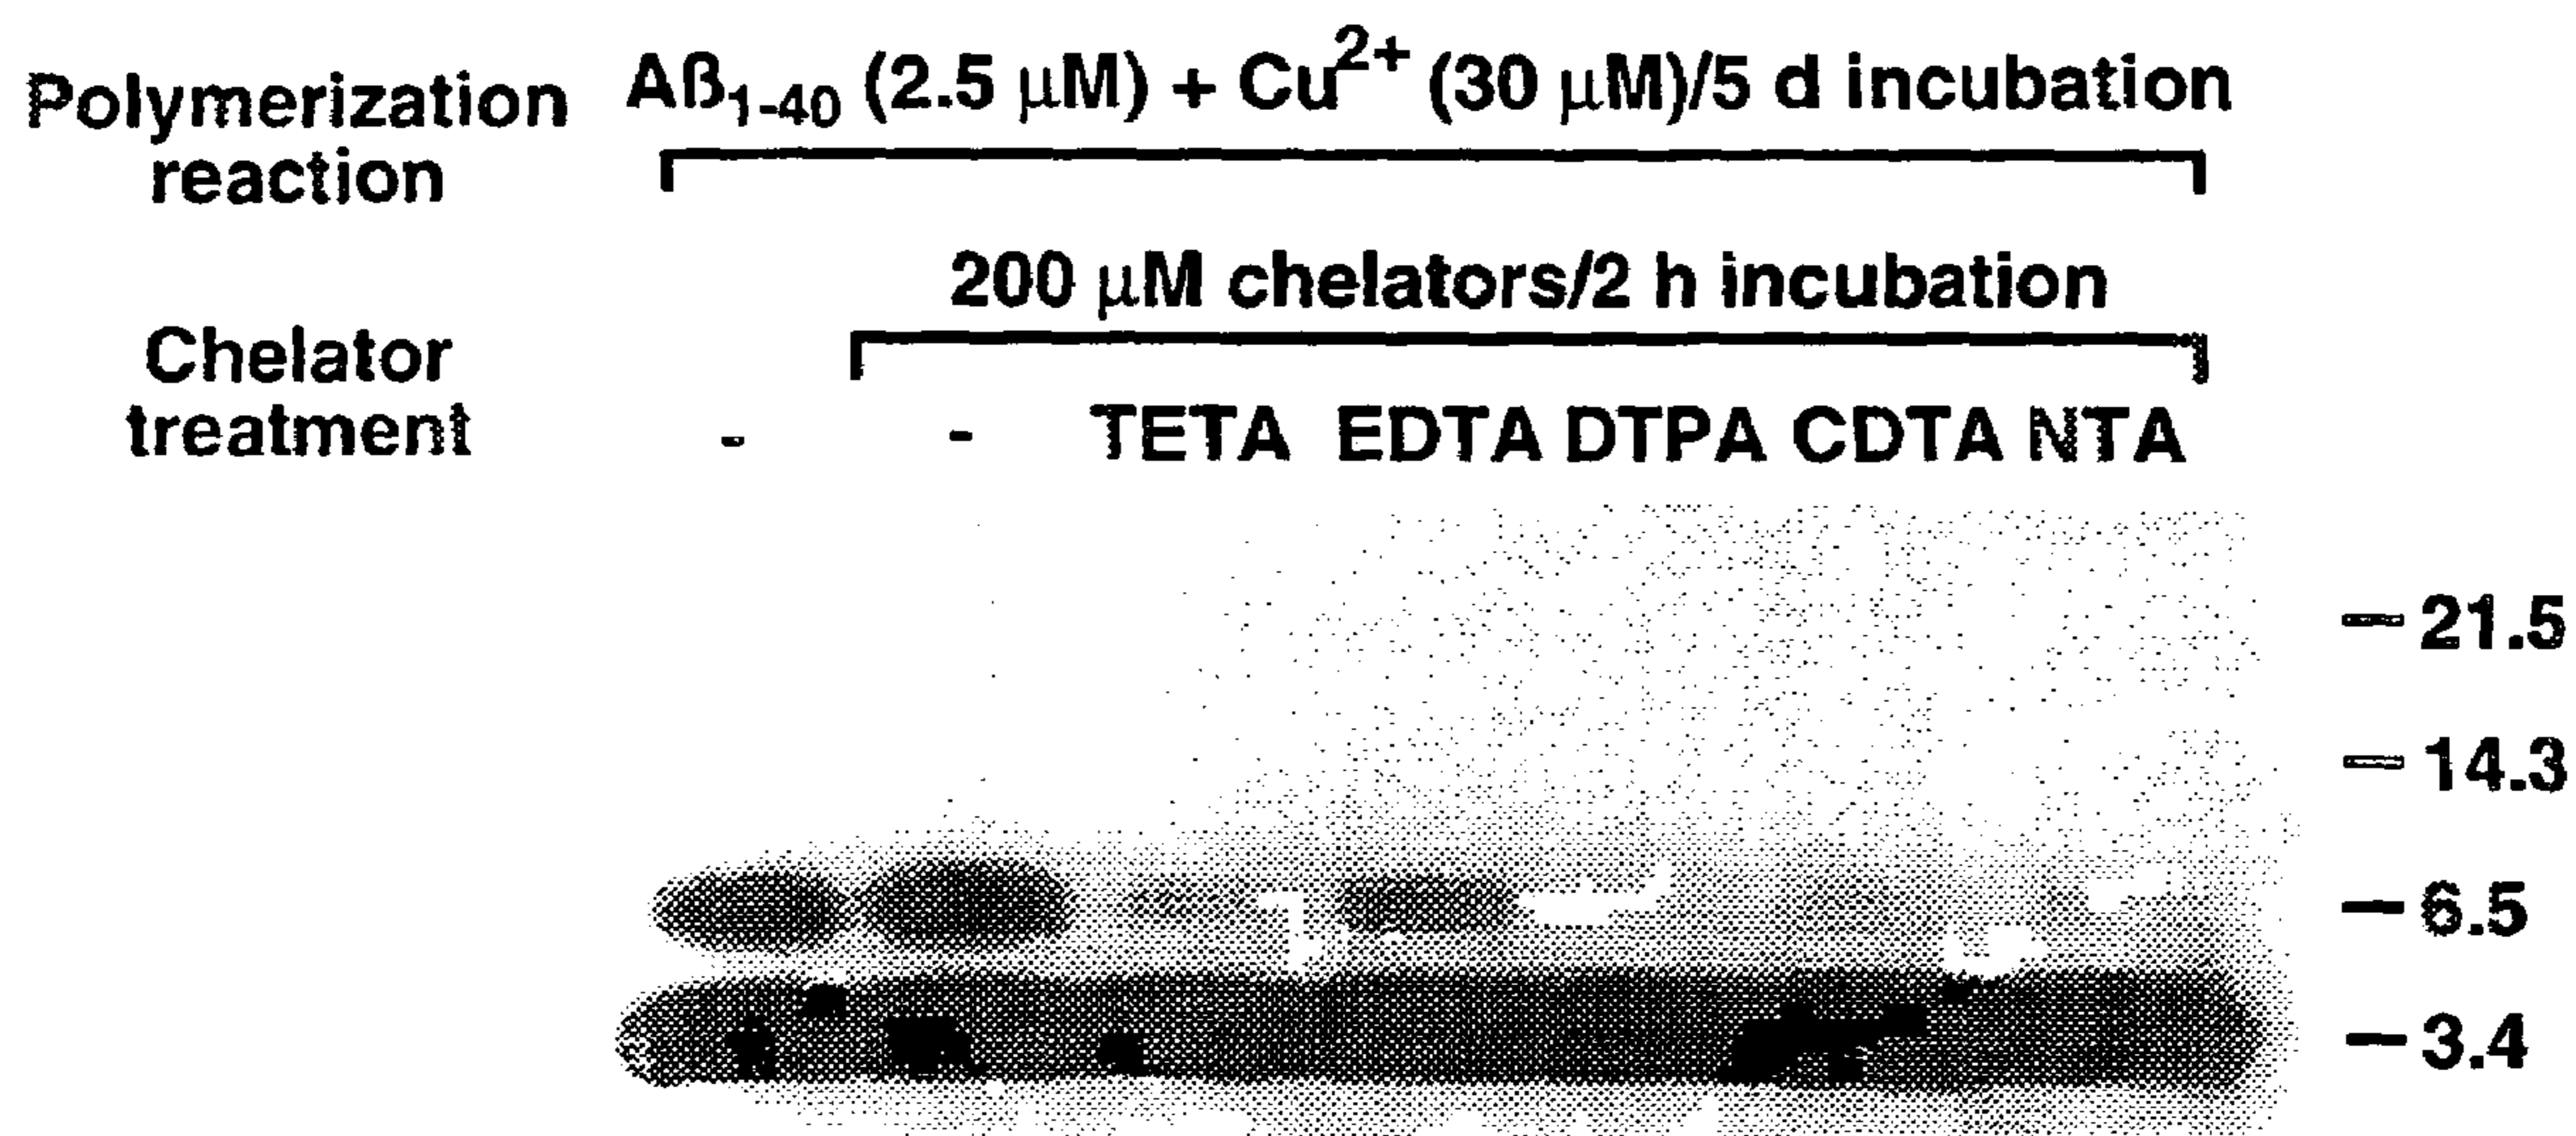 Polymerization reaction
Aß1-40 (2.5 µM) + Cu2+ (30 µM)/5 d incubation
200 µM chelators/2 h incubation
Chelator treatment
- - TETA EDTA DTPA CDTA NTA
– 21.5
– 14.3
– 6.5
– 3.4